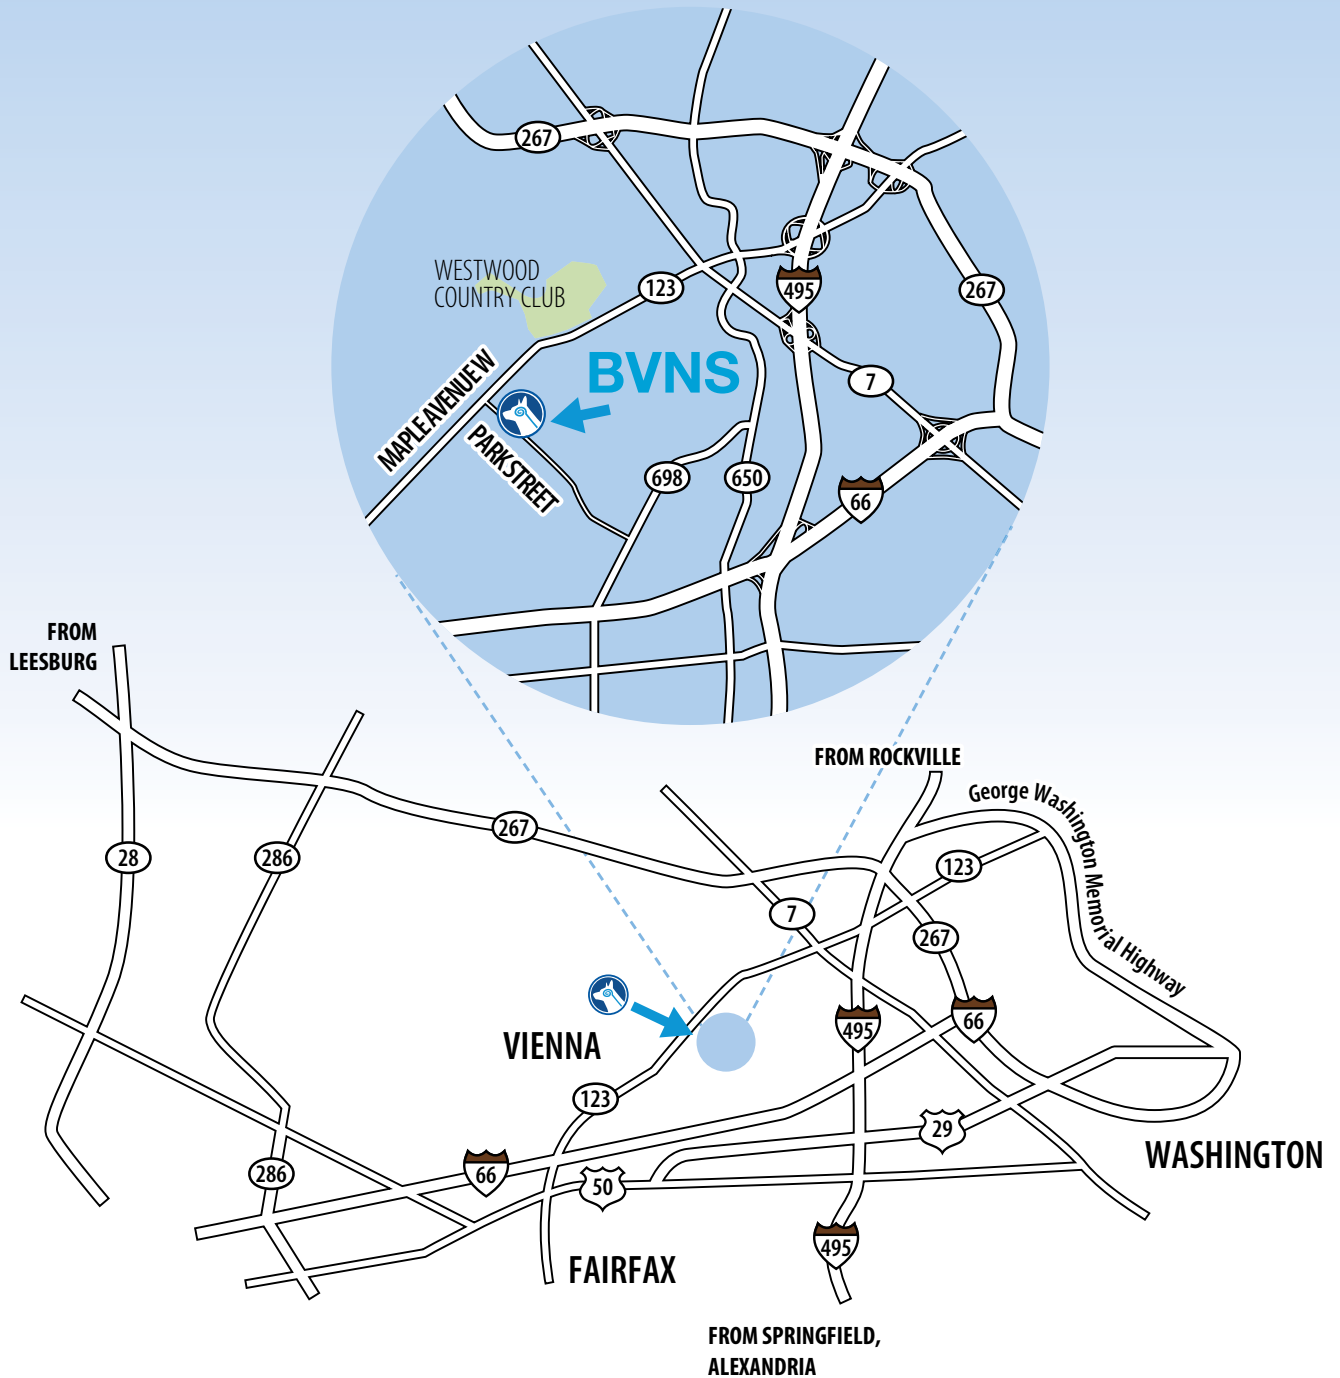 267
WESTWOOD
COUNTRY CLUB
123
495
267
BVNS
7
MAPLE AVENUE W
PARK STREET
698
650
66
FROM
LEESBURG
FROM ROCKVILLE
George Washington Memorial Highway
267
28
286
123
7
267
66
495
VIENNA
123
29
WASHINGTON
286
66
50
495
FAIRFAX
FROM SPRINGFIELD,
ALEXANDRIA